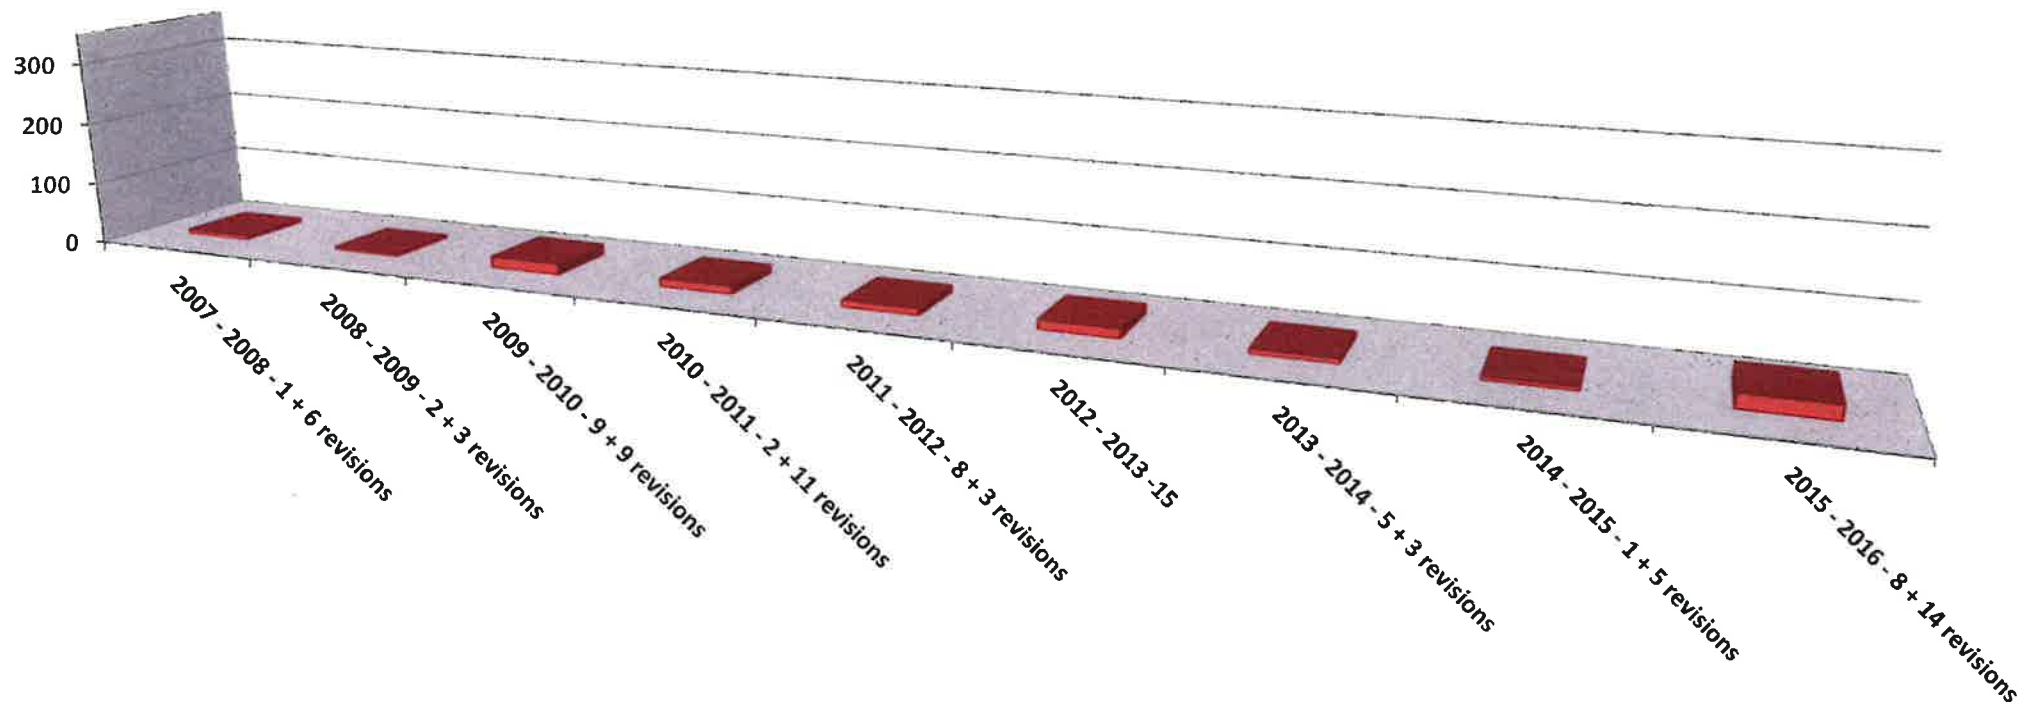 300
200
100
0
2007 - 2008 - 1 + 6 revisions
2008 - 2009 - 2 + 3 revisions
2009 - 2010 - 9 + 9 revisions
2010 - 2011 - 2 + 11 revisions
2011 - 2012 - 8 + 3 revisions
2012 - 2013 -15
2013 - 2014 - 5 + 3 revisions
2014 - 2015 - 1 + 5 revisions
2015 - 2016 - 8 + 14 revisions